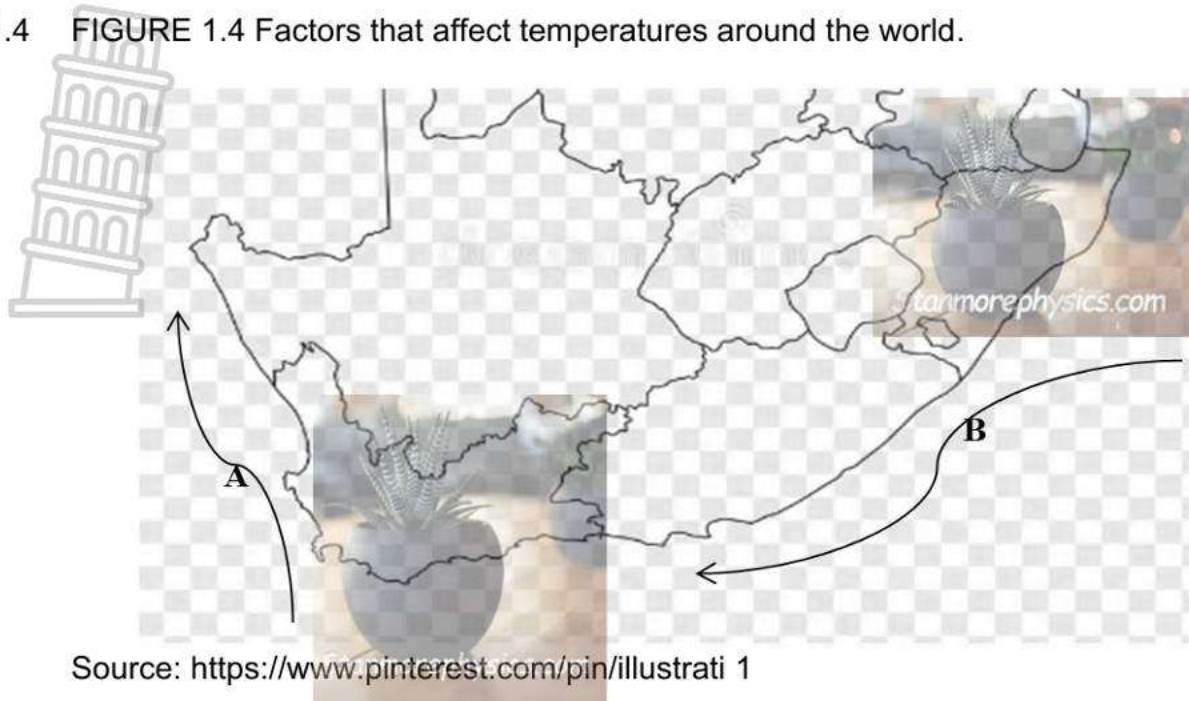 .4 FIGURE 1.4 Factors that affect temperatures around the world.
Stanmorephysics.com
A
B
Source: https://www.pinterest.com/pin/illustrati 1